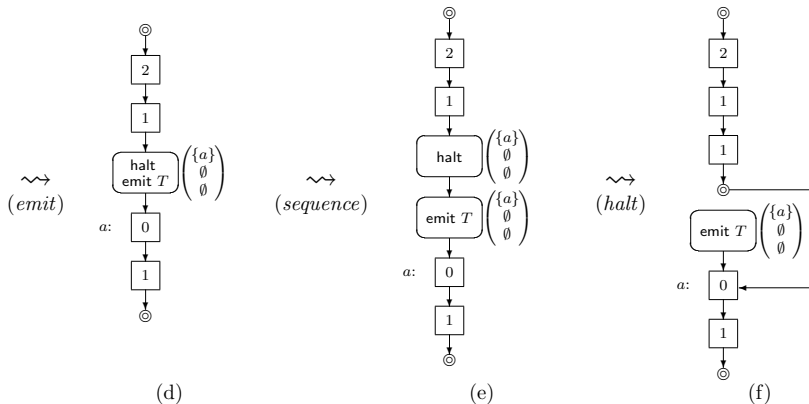 2
1
halt
emit T
({a} ∅ ∅)
a: 0
1
⇝
(emit)
(d)
2
1
halt
({a} ∅ ∅)
emit T
({a} ∅ ∅)
a: 0
1
⇝
(sequence)
(e)
2
1
1
emit T
({a} ∅ ∅)
a: 0
1
⇝
(halt)
(f)